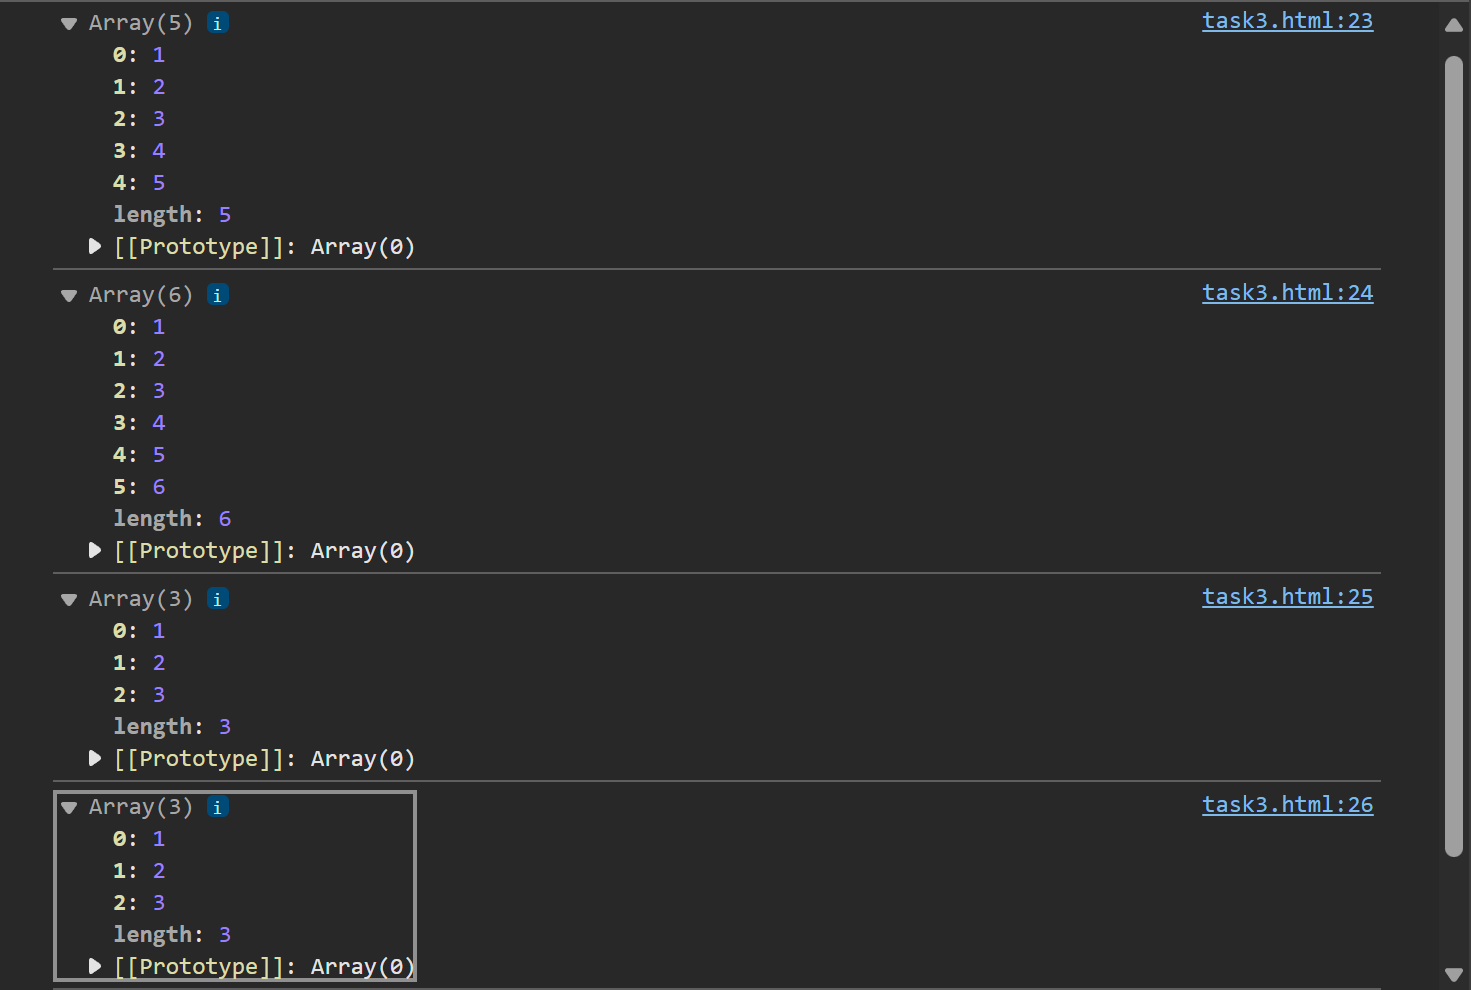 Array(5) i task3.html:23
0: 1
1: 2
2: 3
3: 4
4: 5
length: 5
[[Prototype]]: Array(0)
Array(6) i task3.html:24
0: 1
1: 2
2: 3
3: 4
4: 5
5: 6
length: 6
[[Prototype]]: Array(0)
Array(3) i task3.html:25
0: 1
1: 2
2: 3
length: 3
[[Prototype]]: Array(0)
Array(3) i task3.html:26
0: 1
1: 2
2: 3
length: 3
[[Prototype]]: Array(0)